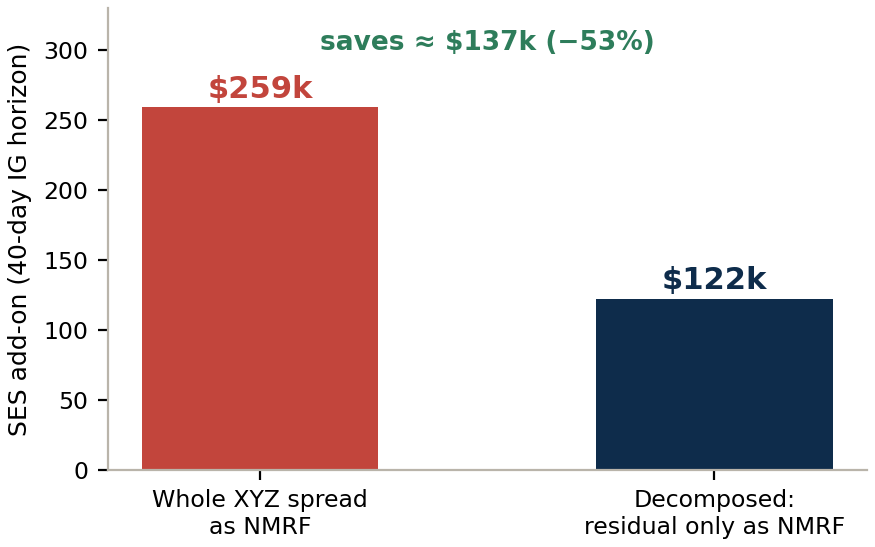 saves ≈ $137k (−53%)
$259k
$122k
SES add-on (40-day IG horizon)
300
250
200
150
100
50
0
Whole XYZ spread
as NMRF
Decomposed:
residual only as NMRF